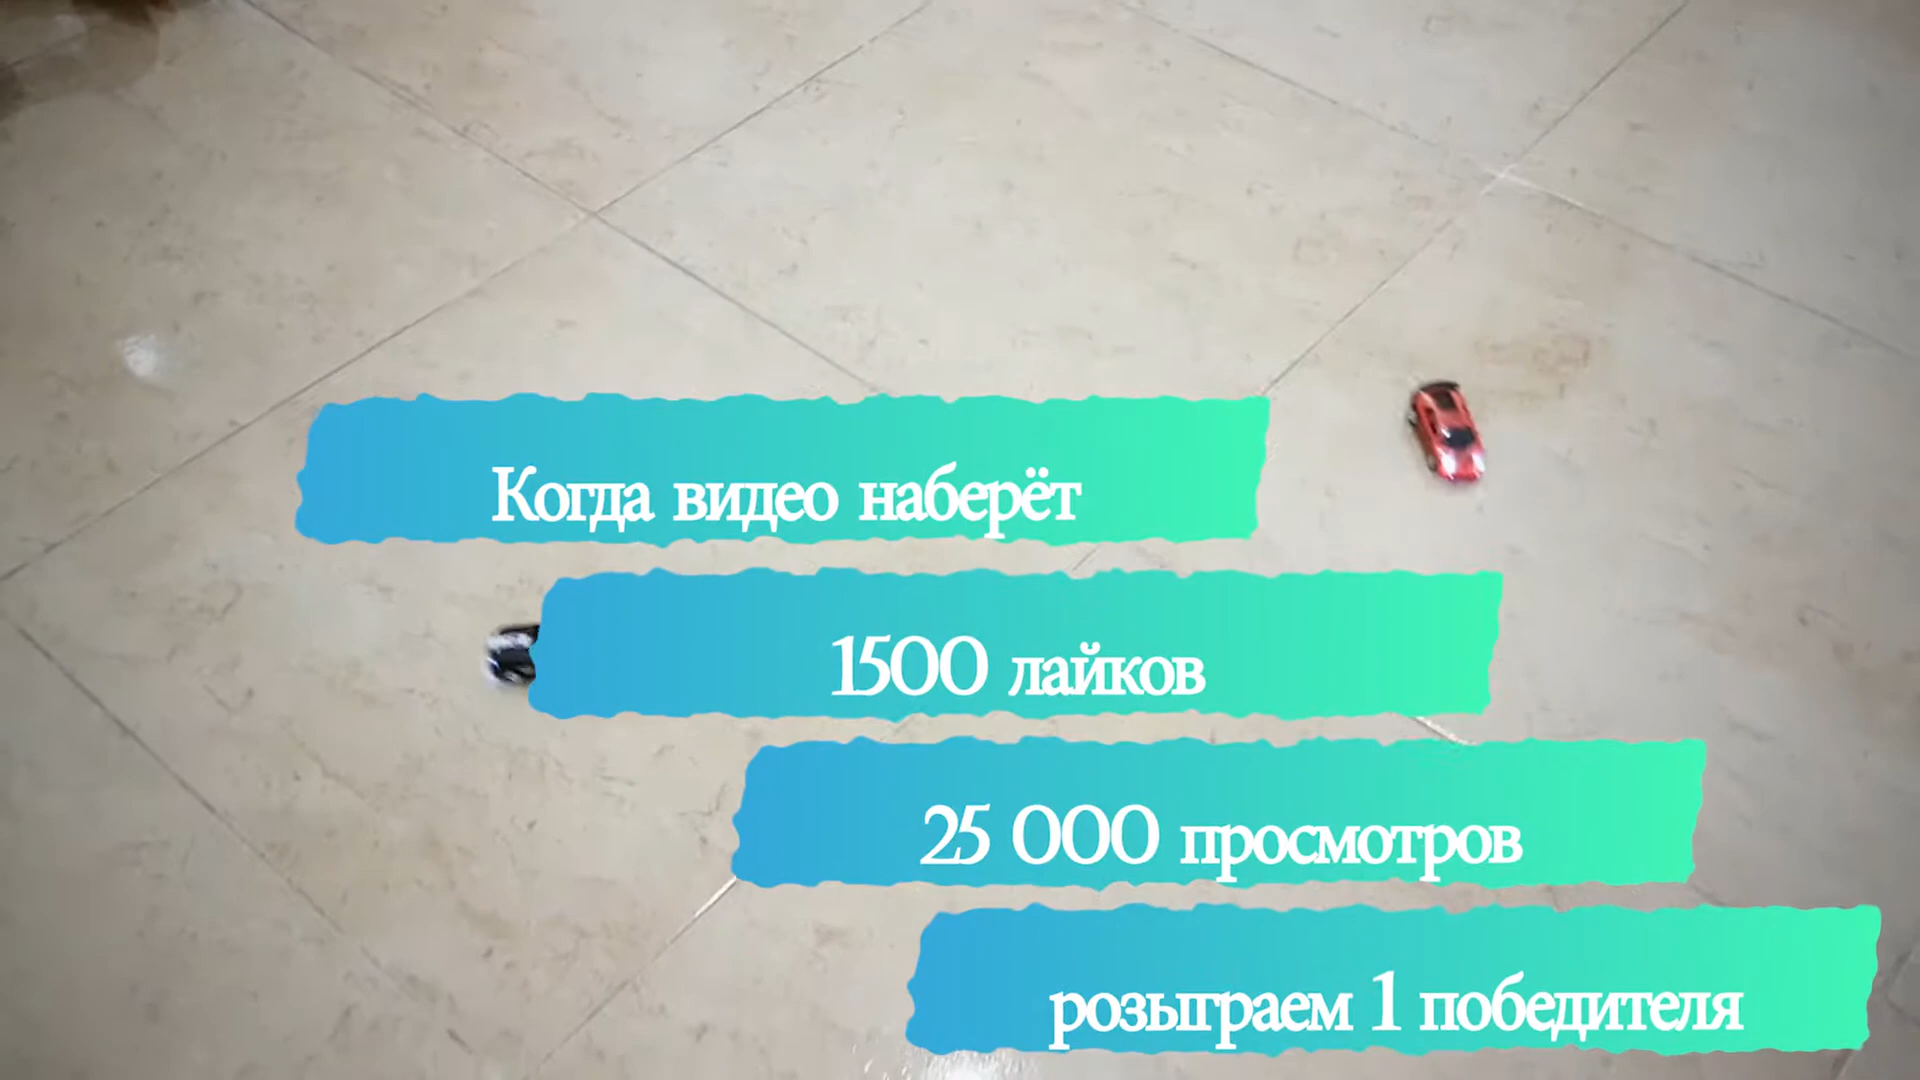 Когда видео наберёт
1500 лайков
25 000 просмотров
розыграем 1 победителя